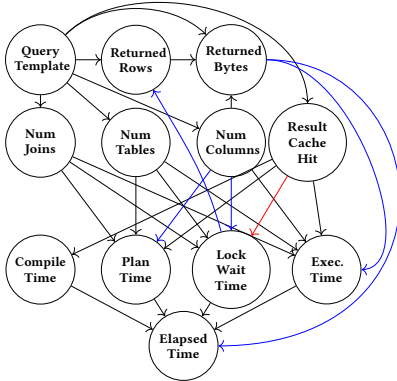 Query
Template
Returned
Rows
Returned
Bytes
Num
Joins
Num
Tables
Num
Columns
Result
Cache
Hit
Compile
Time
Plan
Time
Lock
Wait
Time
Exec.
Time
Elapsed
Time